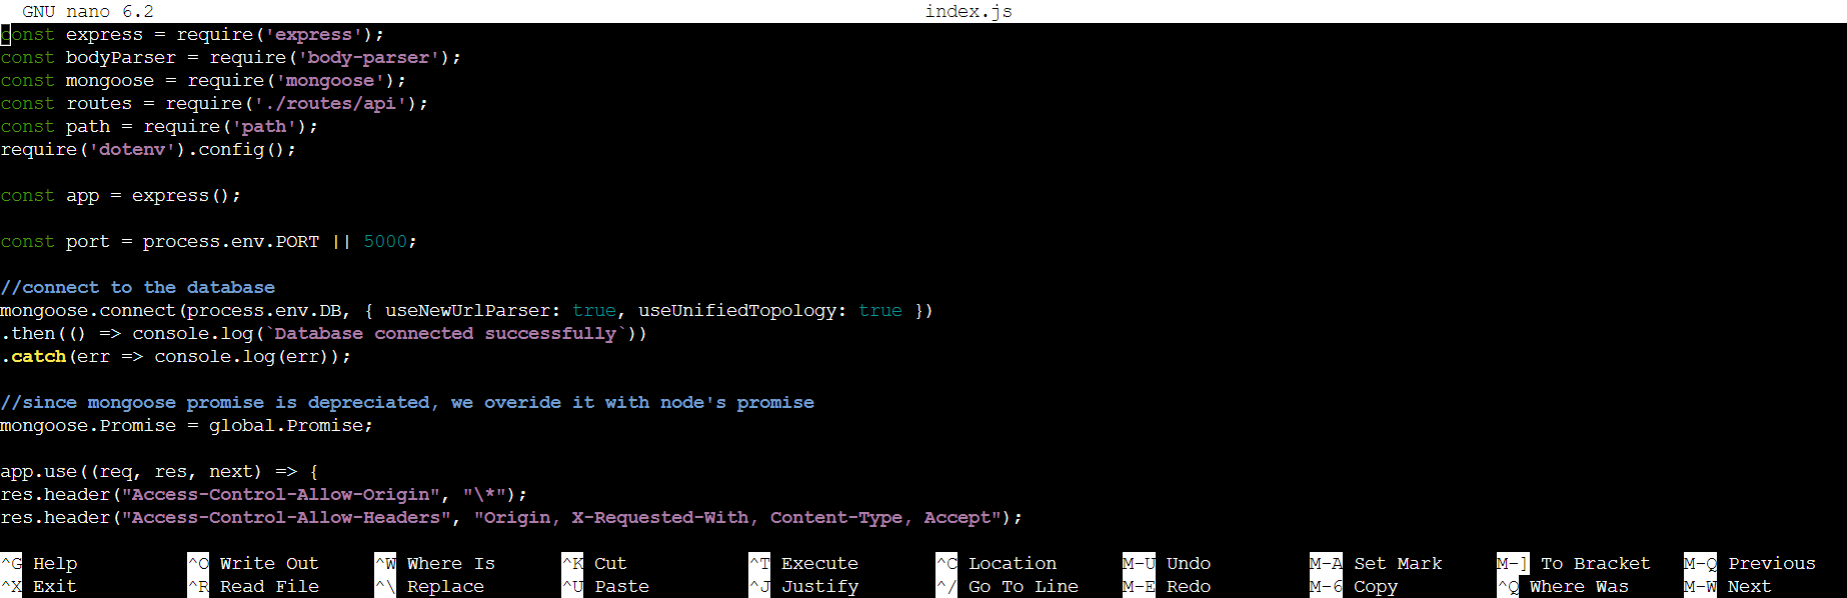 GNU nano 6.2 index.js
const express = require('express');
const bodyParser = require('body-parser');
const mongoose = require('mongoose');
const routes = require('./routes/api');
const path = require('path');
require('dotenv').config();
const app = express();
const port = process.env.PORT || 5000;
//connect to the database
mongoose.connect(process.env.DB, { useNewUrlParser: true, useUnifiedTopology: true })
.then(() => console.log(`Database connected successfully`))
.catch(err => console.log(err));
//since mongoose promise is depreciated, we overide it with node's promise
mongoose.Promise = global.Promise;
app.use((req, res, next) => {
res.header("Access-Control-Allow-Origin", "\*");
res.header("Access-Control-Allow-Headers", "Origin, X-Requested-With, Content-Type, Accept");
^G Help ^O Write Out ^W Where Is ^K Cut ^T Execute ^C Location M-U Undo M-A Set Mark M-] To Bracket M-Q Previous
^X Exit ^R Read File ^\ Replace ^U Paste ^J Justify ^/ Go To Line M-E Redo M-6 Copy ^Q Where Was M-W Next